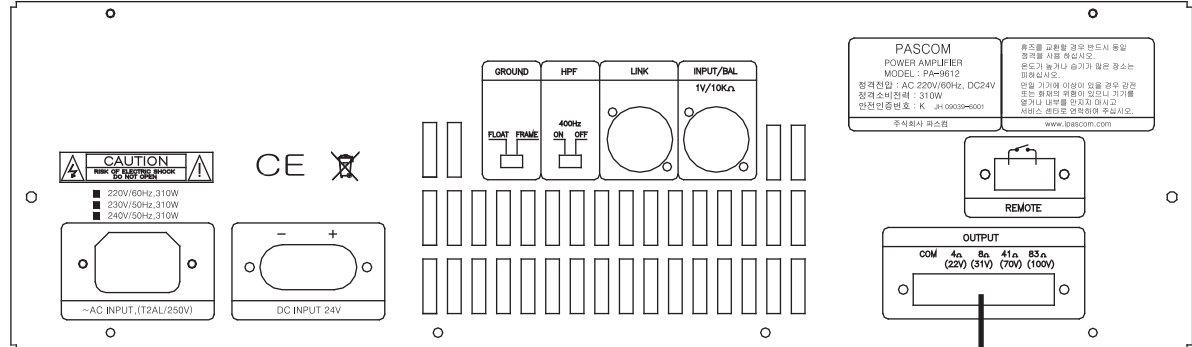 GROUND
HPF
LINK
INPUT/BAL
1V/10KΩ
400Hz
FLOAT FRAME
ON OFF
PASCOM
POWER AMPLIFIER
MODEL : PA-9612
정격전압 : AC 220V/60Hz, DC24V
정격소비전력 : 310W
안전인증번호 : K JH 09039-6001
주식회사 파스컴
휴즈를 교환할 경우 반드시 동일
정격을 사용 하십시오.
온도가 높거나 습기가 많은 장소는
피하십시오.
만일 기기에 이상이 있을 경우 감전
또는 화재의 위험이 있으니 기기를
열거나 내부를 만지지 마시고
서비스 센타로 연락하여 주십시오.
www.ipascom.com
CAUTION
RISK OF ELECTRIC SHOCK
DO NOT OPEN
CE
220V/60Hz,310W
230V/50Hz,310W
240V/50Hz,310W
- +
~AC INPUT,(T2AL/250V)
DC INPUT 24V
REMOTE
OUTPUT
COM 4Ω 8Ω 41Ω 83Ω
(22V) (31V) (70V) (100V)